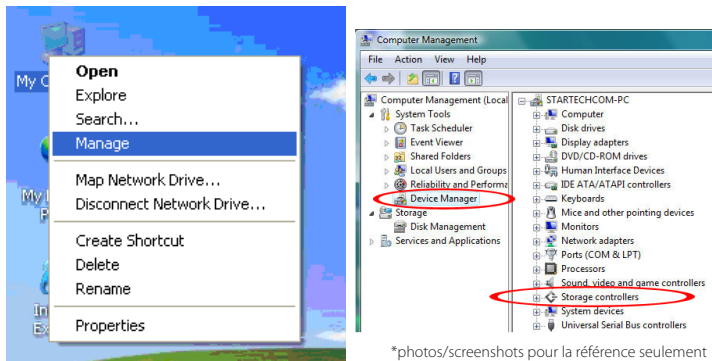 My C
Open
Explore
Search...
Manage
My
P
Map Network Drive...
Disconnect Network Drive...
Create Shortcut
Delete
Rename
In
Ex
Properties
Computer Management
File Action View Help
Computer Management (Local
System Tools
Task Scheduler
Event Viewer
Shared Folders
Local Users and Groups
Reliability and Performa
Device Manager
Storage
Disk Management
Services and Applications
STARTECHCOM-PC
Computer
Disk drives
Display adapters
DVD/CD-ROM drives
Human Interface Devices
IDE ATA/ATAPI controllers
Keyboards
Mice and other pointing devices
Monitors
Network adapters
Ports (COM & LPT)
Processors
Sound, video and game controllers
Storage controllers
System devices
Universal Serial Bus controllers
*photos/screenshots pour la référence seulement